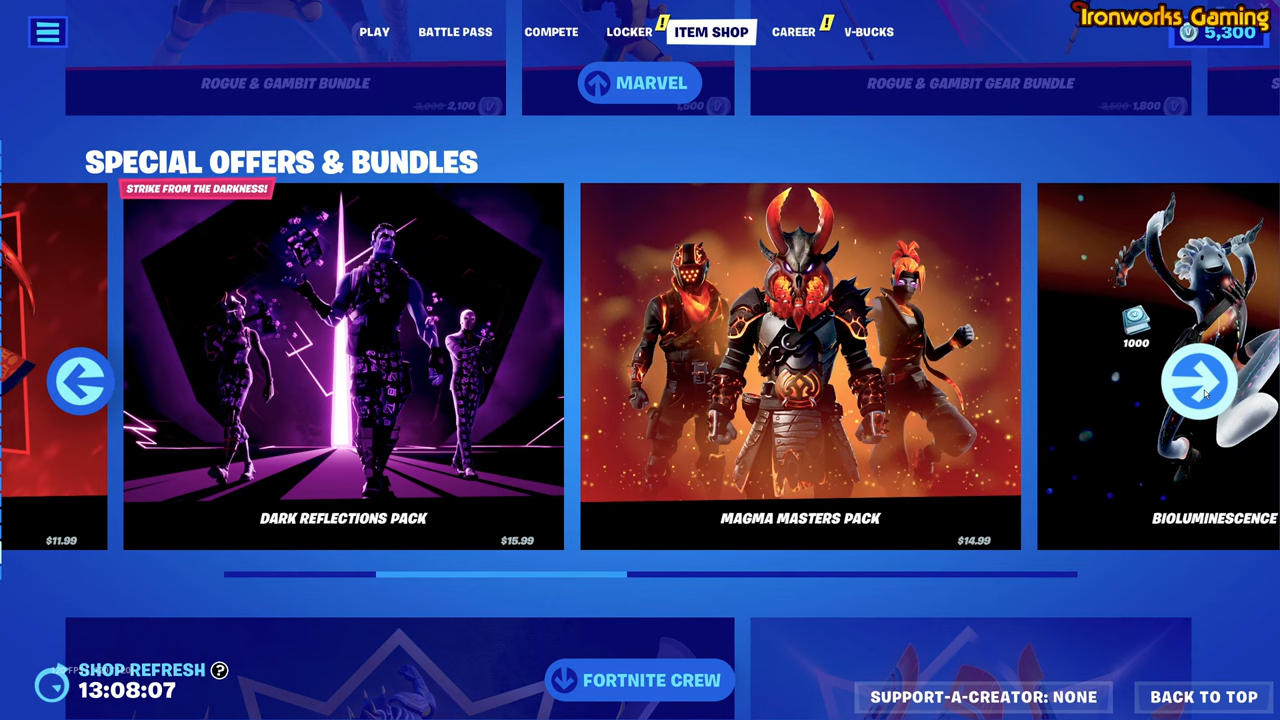 Ironworks Gaming
PLAY
BATTLE PASS
COMPETE
LOCKER
!
ITEM SHOP
CAREER
!
V-BUCKS
5,300
ROGUE & GAMBIT BUNDLE
2,100
MARVEL
1,500
ROGUE & GAMBIT GEAR BUNDLE
1,800
SPECIAL OFFERS & BUNDLES
STRIKE FROM THE DARKNESS!
1000
DARK REFLECTIONS PACK
MAGMA MASTERS PACK
BIOLUMINESCENCE
$11.99
$15.99
$14.99
SHOP REFRESH ?
13:08:07
FORTNITE CREW
SUPPORT-A-CREATOR: NONE
BACK TO TOP